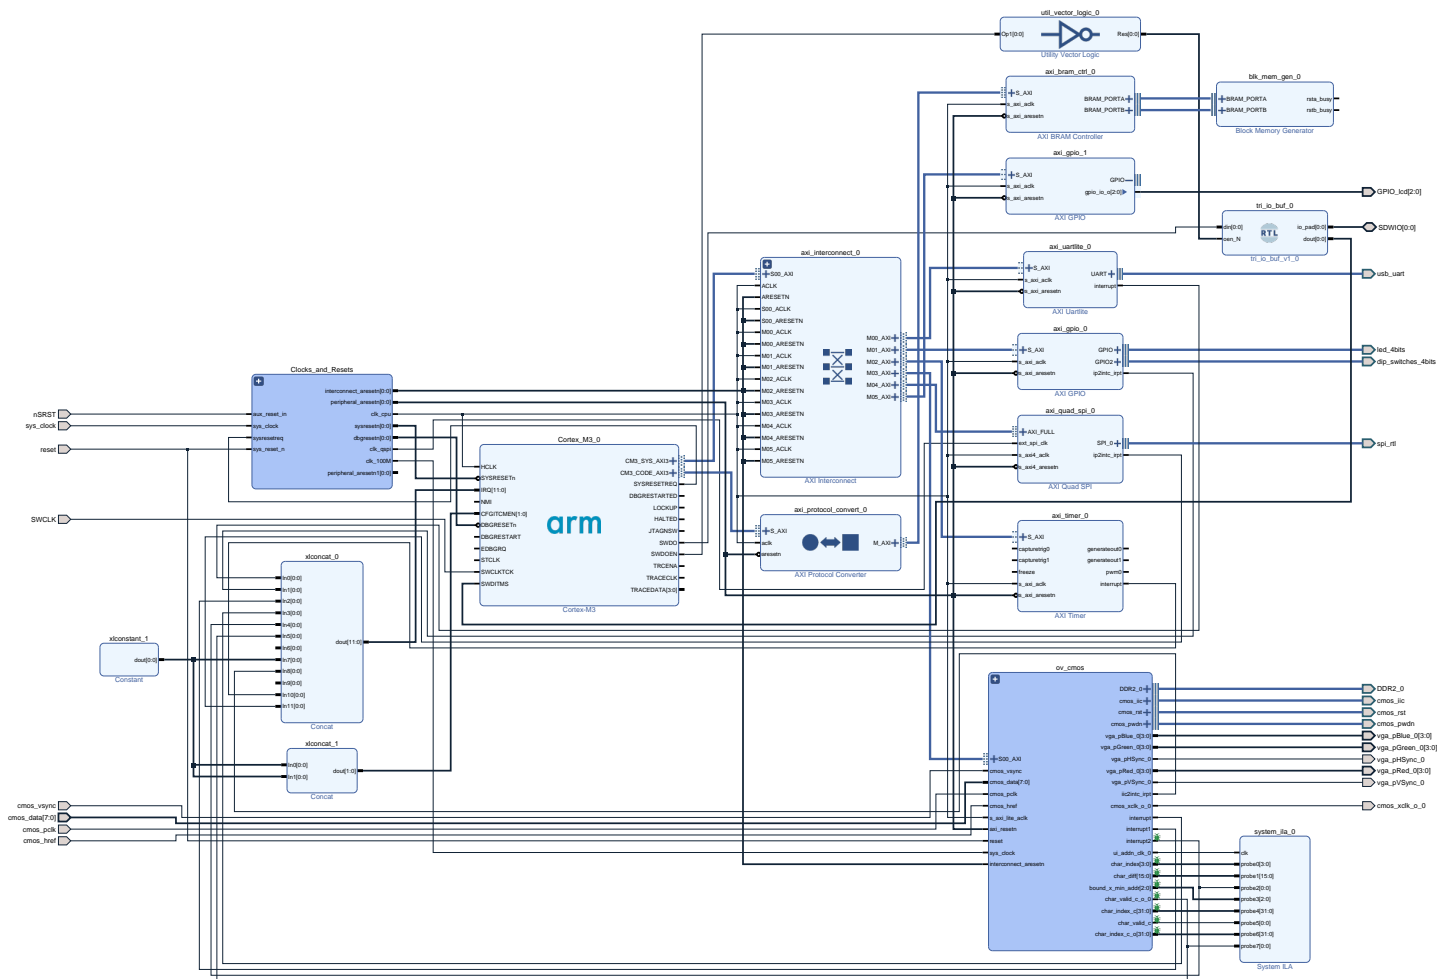 util_vector_logic_0
Op1[0:0]
Res[0:0]
Utility Vector Logic
axi_bram_ctrl_0
S_AXI
s_axi_aclk
s_axi_aresetn
BRAM_PORTA
BRAM_PORTB
AXI BRAM Controller
blk_mem_gen_0
BRAM_PORTA
BRAM_PORTB
rsta_busy
rstb_busy
Block Memory Generator
axi_gpio_1
S_AXI
s_axi_aclk
s_axi_aresetn
GPIO
gpio_io_o[2:0]
AXI GPIO
GPIO_lcd[2:0]
tri_io_buf_0
din[0:0]
oen_N
RTL
io_pad[0:0]
dout[0:0]
tri_io_buf_v1_0
SDWIO[0:0]
axi_uartlite_0
S_AXI
s_axi_aclk
s_axi_aresetn
UART
interrupt
AXI Uartlite
usb_uart
axi_interconnect_0
S00_AXI
ACLK
ARESETN
S00_ACLK
S00_ARESETN
M00_ACLK
M00_ARESETN
M01_ACLK
M01_ARESETN
M02_ACLK
M02_ARESETN
M03_ACLK
M03_ARESETN
M04_ACLK
M04_ARESETN
M05_ACLK
M05_ARESETN
M00_AXI
M01_AXI
M02_AXI
M03_AXI
M04_AXI
M05_AXI
AXI Interconnect
axi_gpio_0
S_AXI
s_axi_aclk
s_axi_aresetn
GPIO
GPIO2
ip2intc_irpt
AXI GPIO
led_4bits
dip_switches_4bits
Clocks_and_Resets
aux_reset_in
sys_clock
sysresetreq
sys_reset_n
interconnect_aresetn[0:0]
peripheral_aresetn[0:0]
clk_cpu
sysresetn[0:0]
dbgresetn[0:0]
clk_qspi
clk_100M
peripheral_aresetn1[0:0]
nSRST
sys_clock
reset
SWCLK
Cortex_M3_0
HCLK
SYSRESETn
IRQ[11:0]
NMI
CFGITCMEN[1:0]
DBGRESETn
DBGRESTART
EDBGRQ
STCLK
SWCLKTCK
SWDITMS
arm
CM3_SYS_AXI3
CM3_CODE_AXI3
SYSRESETREQ
DBGRESTARTED
LOCKUP
HALTED
JTAGNSW
SWDO
SWDOEN
TRCENA
TRACECLK
TRACEDATA[3:0]
Cortex-M3
axi_quad_spi_0
AXI_FULL
ext_spi_clk
s_axi4_aclk
s_axi4_aresetn
SPI_0
ip2intc_irpt
AXI Quad SPI
spi_rtl
axi_protocol_convert_0
S_AXI
aclk
aresetn
M_AXI
AXI Protocol Converter
axi_timer_0
S_AXI
capturetrig0
capturetrig1
freeze
s_axi_aclk
s_axi_aresetn
generateout0
generateout1
pwm0
interrupt
AXI Timer
xlconcat_0
In0[0:0]
In1[0:0]
In2[0:0]
In3[0:0]
In4[0:0]
In5[0:0]
In6[0:0]
In7[0:0]
In8[0:0]
In9[0:0]
In10[0:0]
In11[0:0]
dout[11:0]
Concat
xlconstant_1
dout[0:0]
Constant
xlconcat_1
In0[0:0]
In1[0:0]
dout[1:0]
Concat
cmos_vsync
cmos_data[7:0]
cmos_pclk
cmos_href
ov_cmos
S00_AXI
cmos_vsync
cmos_data[7:0]
cmos_pclk
cmos_href
s_axi_lite_aclk
axi_resetn
reset
sys_clock
interconnect_aresetn
DDR2_0
cmos_iic
cmos_rst
cmos_pwdn
vga_pBlue_0[3:0]
vga_pGreen_0[3:0]
vga_pHSync_0
vga_pRed_0[3:0]
vga_pVSync_0
iic2intc_irpt
cmos_xclk_o_0
interrupt
interrupt1
interrupt2
ui_addn_clk_0
char_index[3:0]
char_diff[15:0]
bound_x_min_addr[2:0]
char_valid_c_o_0
char_index_c[31:0]
char_valid_c
char_index_c_o[31:0]
DDR2_0
cmos_iic
cmos_rst
cmos_pwdn
vga_pBlue_0[3:0]
vga_pGreen_0[3:0]
vga_pHSync_0
vga_pRed_0[3:0]
vga_pVSync_0
cmos_xclk_o_0
system_ila_0
clk
probe0[3:0]
probe1[15:0]
probe2[0:0]
probe3[2:0]
probe4[31:0]
probe5[0:0]
probe6[31:0]
probe7[0:0]
System ILA